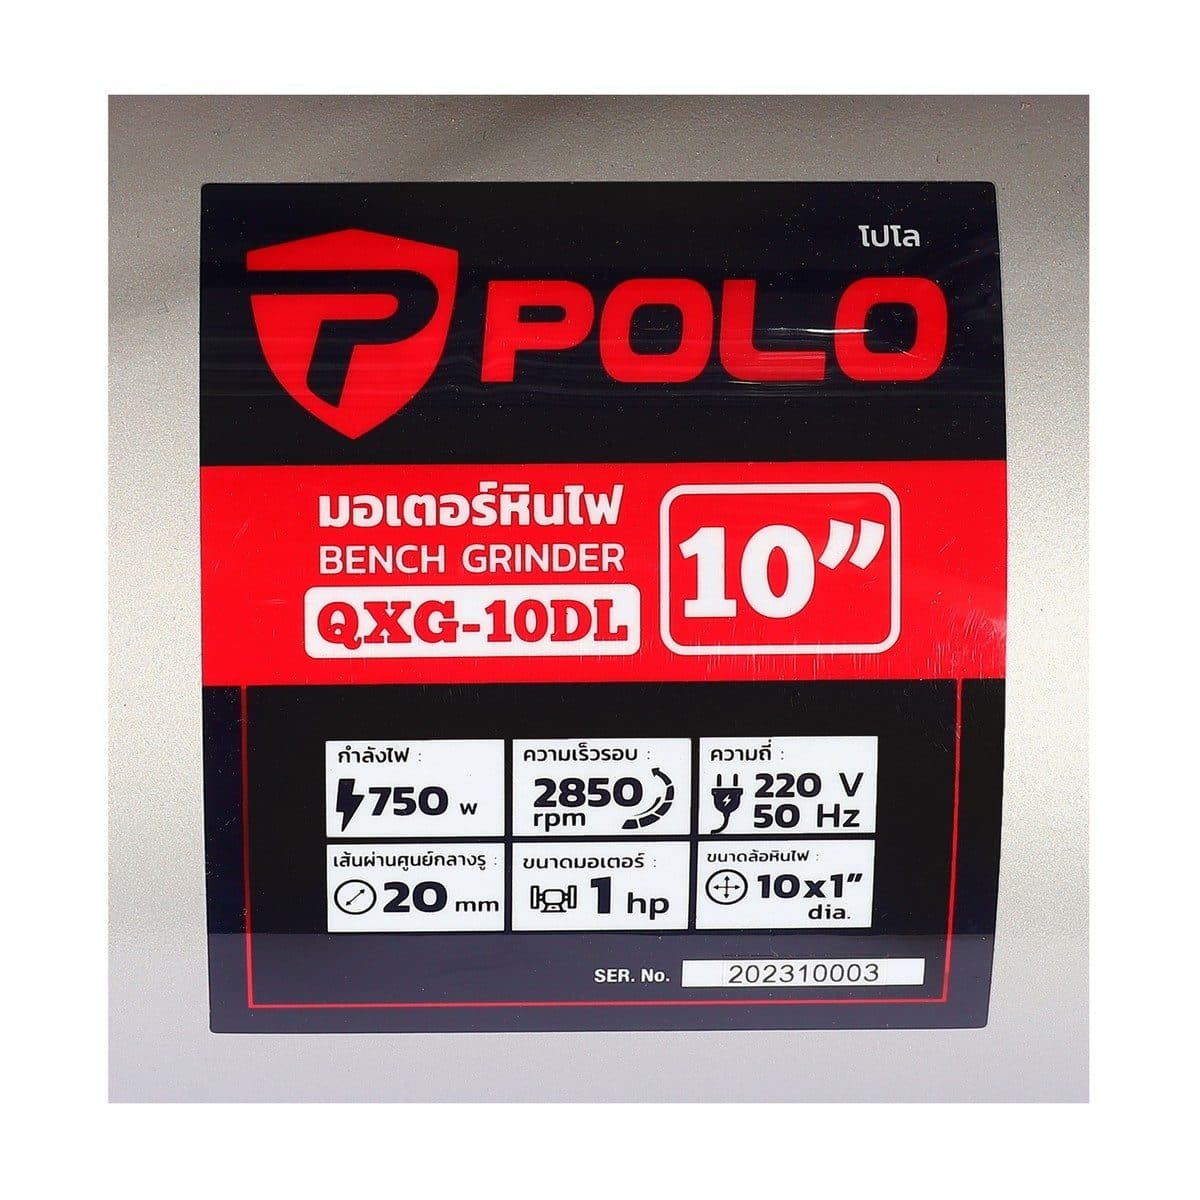 โปโล
POLO
มอเตอร์หินไฟ
BENCH GRINDER
QXG-10DL
10”
กำลังไฟ :
750 w
ความเร็วรอบ :
2850
rpm
ความถี่ :
220 V
50 Hz
เส้นผ่านศูนย์กลางรู :
20 mm
ขนาดมอเตอร์ :
1 hp
ขนาดล้อหินไฟ :
10x1”
dia.
SER. No. 202310003